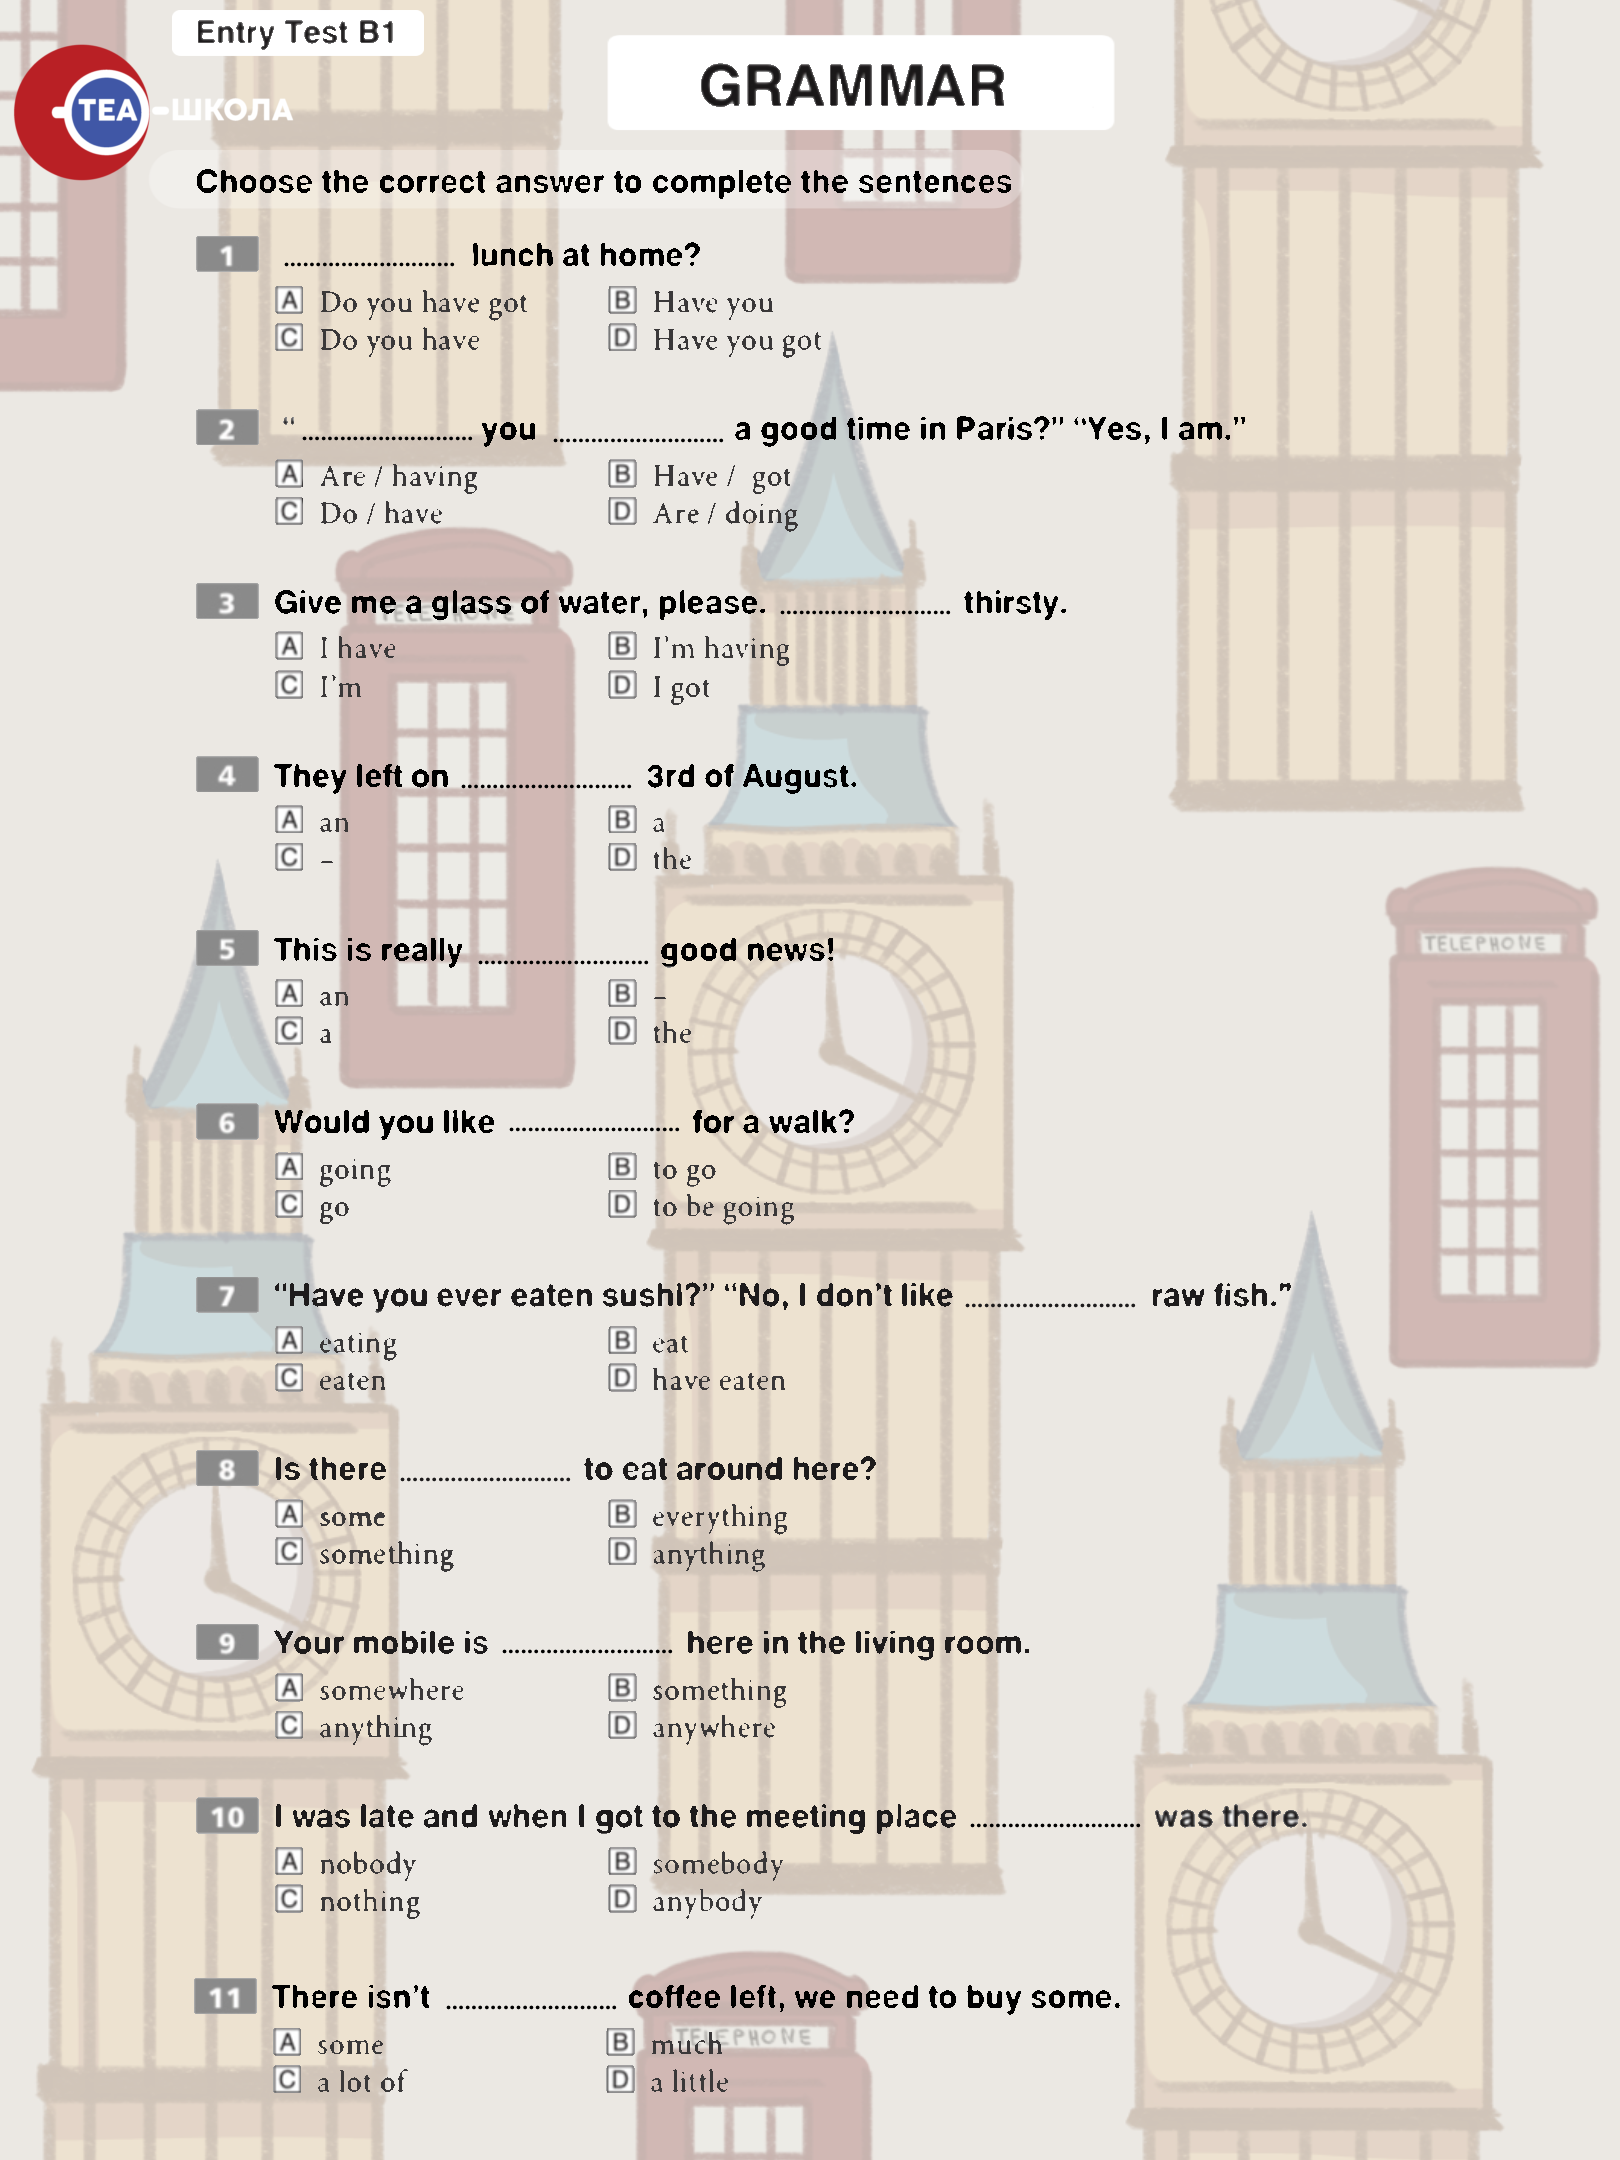 Entry Test B1
TEA-ШКОЛА
GRAMMAR
Choose the correct answer to complete the sentences
1 ........................... lunch at home?
A Do you have got B Have you
C Do you have D Have you got
2 “ ........................... you ........................... a good time in Paris?” “Yes, I am.”
A Are / having B Have / got
C Do / have D Are / doing
3 Give me a glass of water, please. ........................... thirsty.
TELEPHONE
A I have B I'm having
C I'm D I got
4 They left on ........................... 3rd of August.
A an B a
C – D the
TELEPHONE
5 This is really ........................... good news!
A an B –
C a D the
6 Would you like ........................... for a walk?
A going B to go
C go D to be going
7 “Have you ever eaten sushi?” “No, I don’t like ........................... raw fish.”
A eating B eat
C eaten D have eaten
8 Is there ........................... to eat around here?
A some B everything
C something D anything
9 Your mobile is ........................... here in the living room.
A somewhere B something
C anything D anywhere
10 I was late and when I got to the meeting place ........................... was there.
A nobody B somebody
C nothing D anybody
11 There isn’t ........................... coffee left, we need to buy some.
TELEPHONE
A some B much
C a lot of D a little